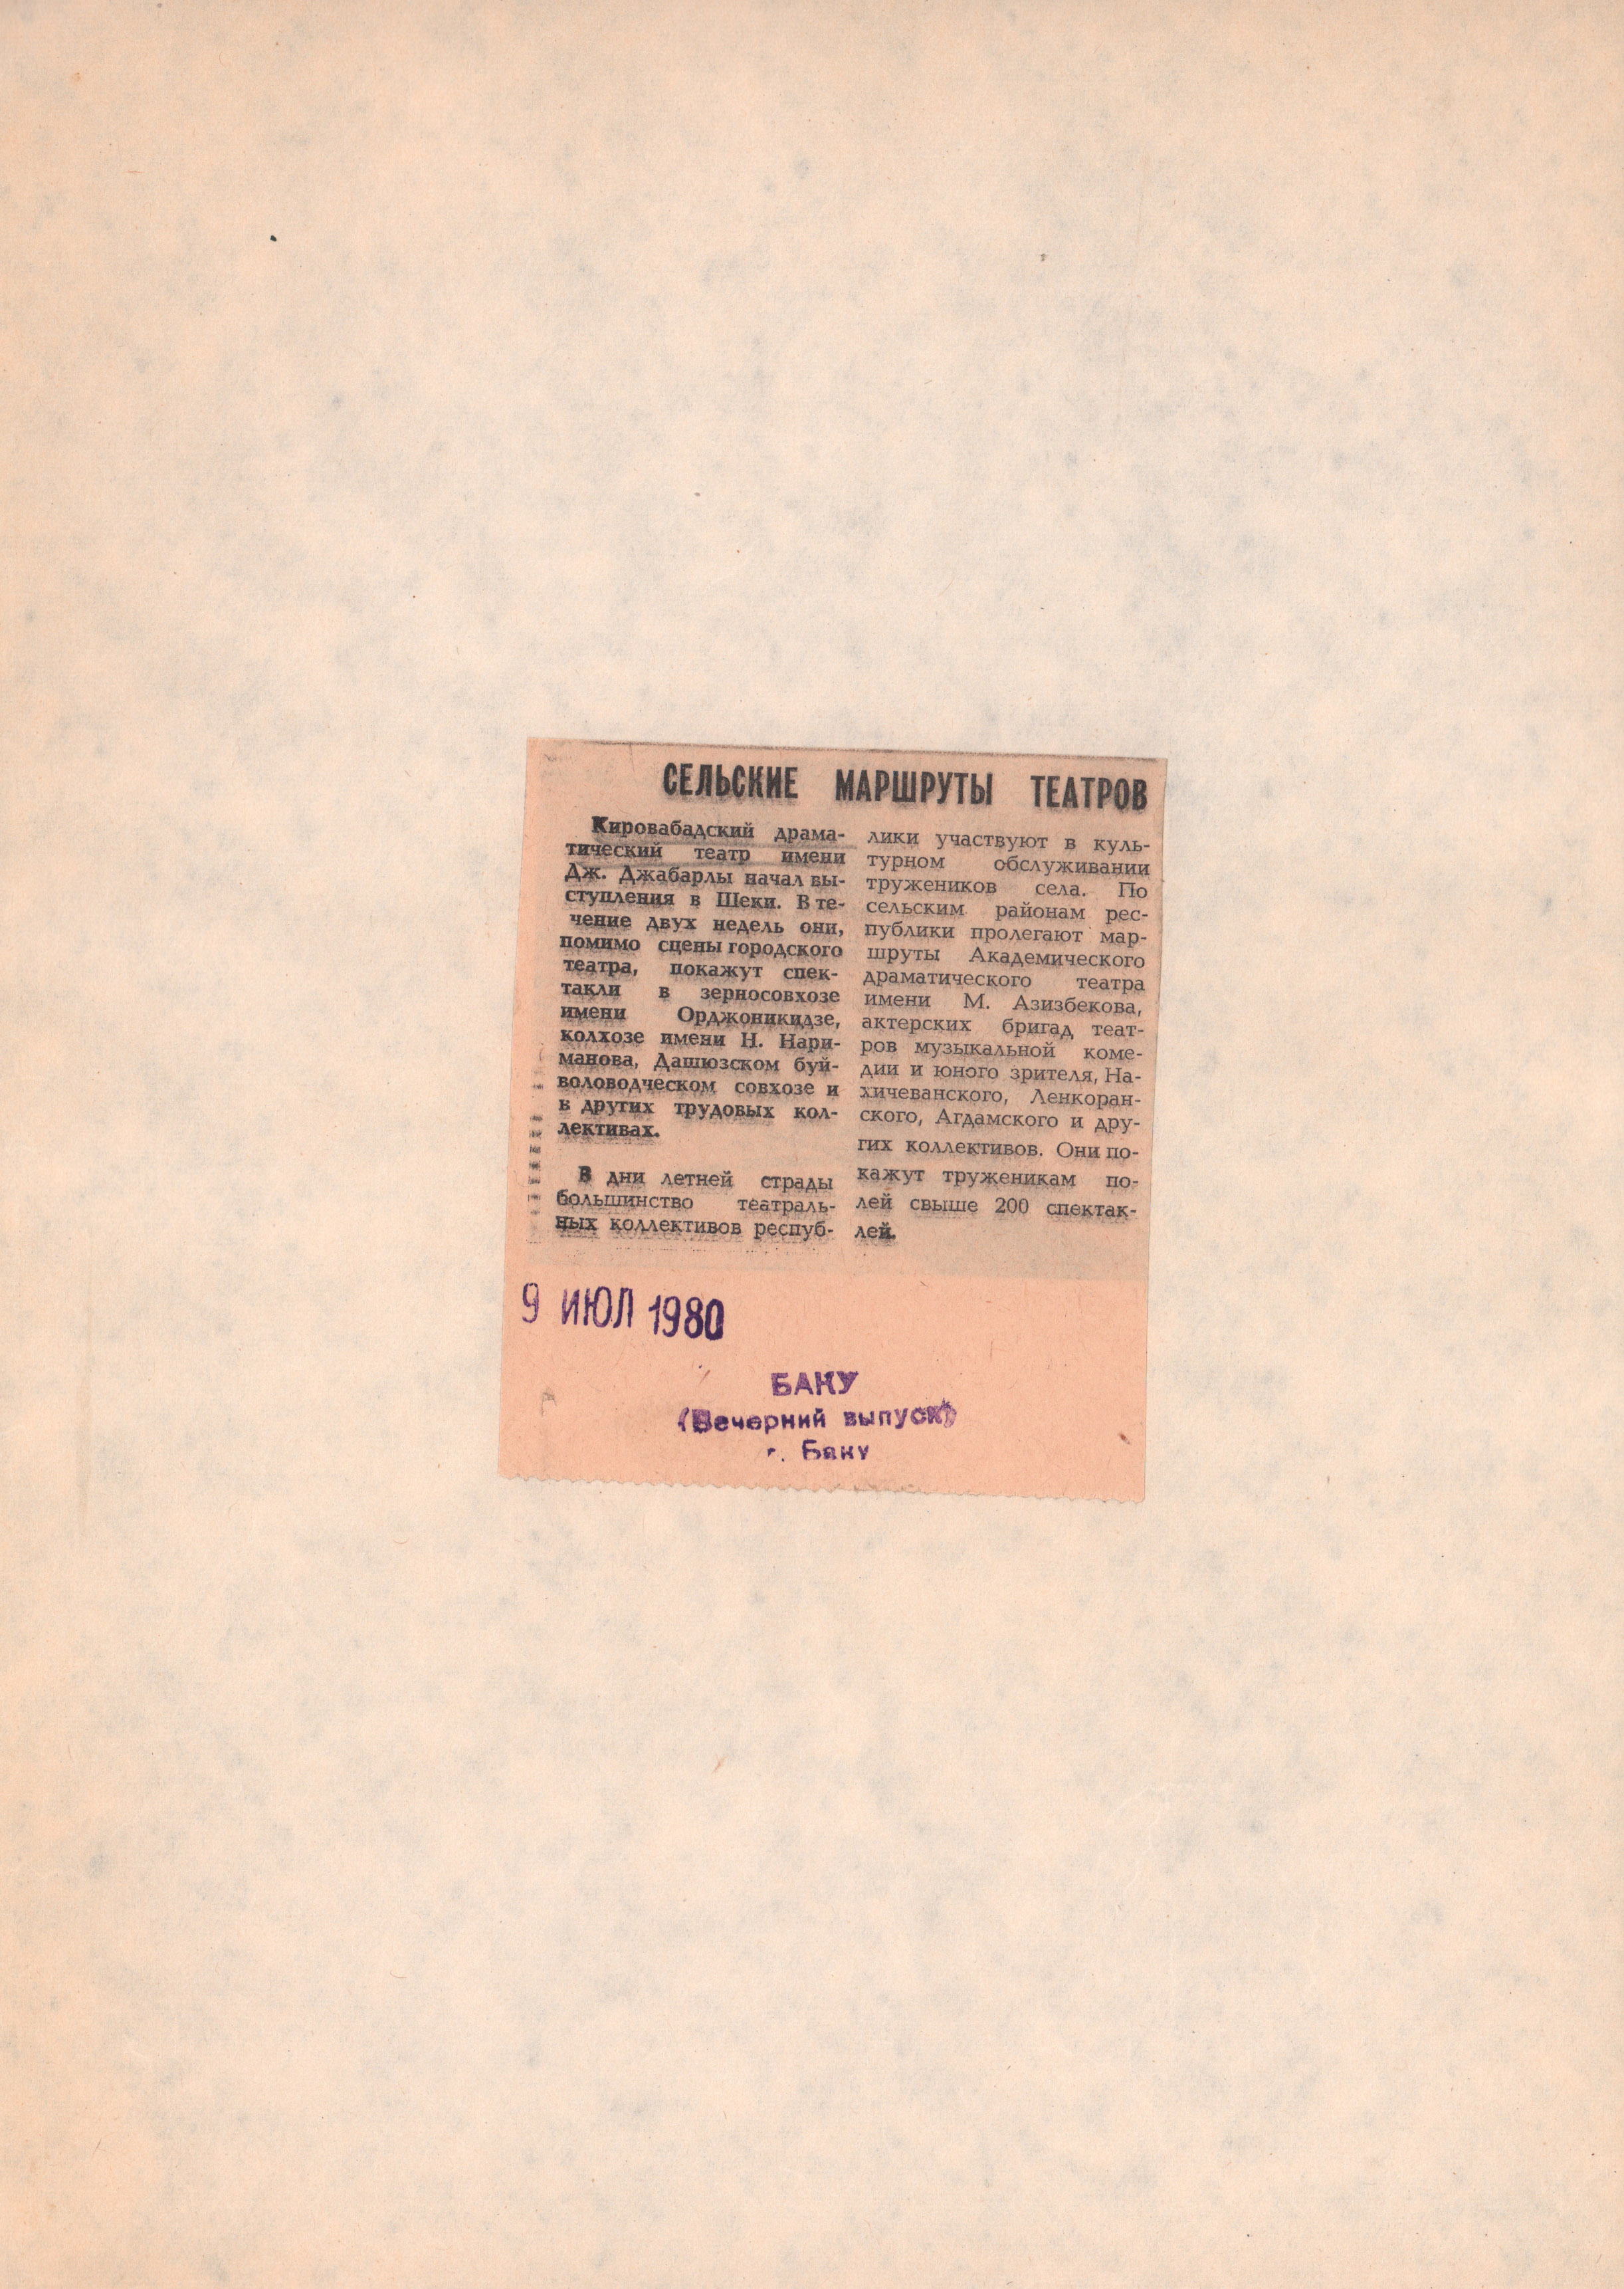 СЕЛЬСКИЕ МАРШРУТЫ ТЕАТРОВ
Кировабадский драма-
тический театр имени
Дж. Джабарлы начал вы-
ступления в Шеки. В те-
чение двух недель они,
помимо сцены городского
театра, покажут спек-
такли в зерносовхозе
имени Орджоникидзе,
колхозе имени Н. Нари-
манова, Дашюзском буй-
воловодческом совхозе и
в других трудовых кол-
лективах.
В дни летней страды
большинство театраль-
ных коллективов респуб-
лики участвуют в куль-
турном обслуживании
тружеников села. По
сельским районам рес-
публики пролегают мар-
шруты Академического
драматического театра
имени М. Азизбекова,
актерских бригад теат-
ров музыкальной коме-
дии и юного зрителя, На-
хичеванского, Ленкоран-
ского, Агдамского и дру-
гих коллективов. Они по-
кажут труженикам по-
лей свыше 200 спектак-
лей.
9 ИЮЛ 1980
БАКУ
(Вечерний выпуск)
г. Баку